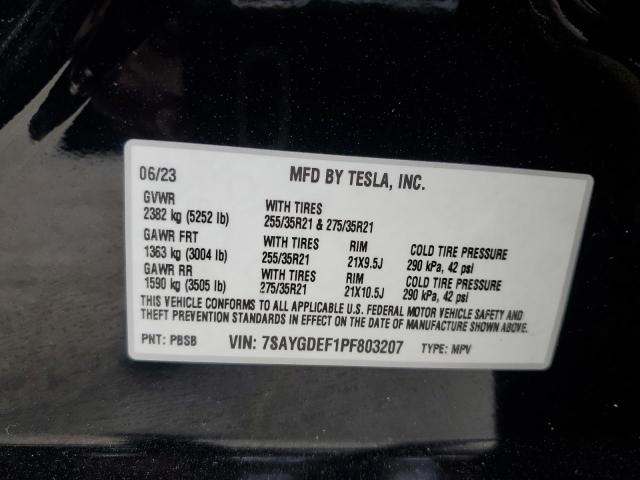 06/23 MFD BY TESLA, INC.
GVWR
2382 kg (5252 lb) WITH TIRES 255/35R21 & 275/35R21
GAWR FRT WITH TIRES RIM COLD TIRE PRESSURE
1363 kg (3004 lb) 255/35R21 21X9.5J 290 kPa, 42 psi
GAWR RR WITH TIRES RIM COLD TIRE PRESSURE
1590 kg (3505 lb) 275/35R21 21X10.5J 290 kPa, 42 psi
THIS VEHICLE CONFORMS TO ALL APPLICABLE U.S. FEDERAL MOTOR VEHICLE SAFETY AND
THEFT PREVENTION STANDARDS IN EFFECT ON THE DATE OF MANUFACTURE SHOWN ABOVE.
PNT: PBSB VIN: 7SAYGDEF1PF803207 TYPE: MPV